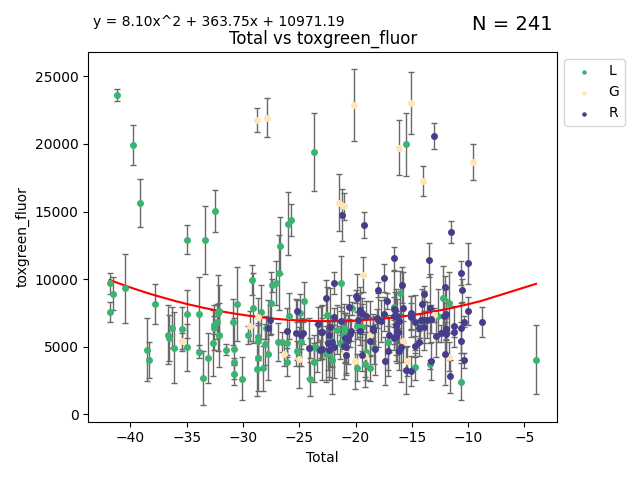 y = 8.10x^2 + 363.75x + 10971.19
N = 241
Total vs toxgreen_fluor
toxgreen_fluor
25000
20000
15000
10000
5000
0
L
G
R
−40
−35
−30
−25
−20
−15
−10
−5
Total